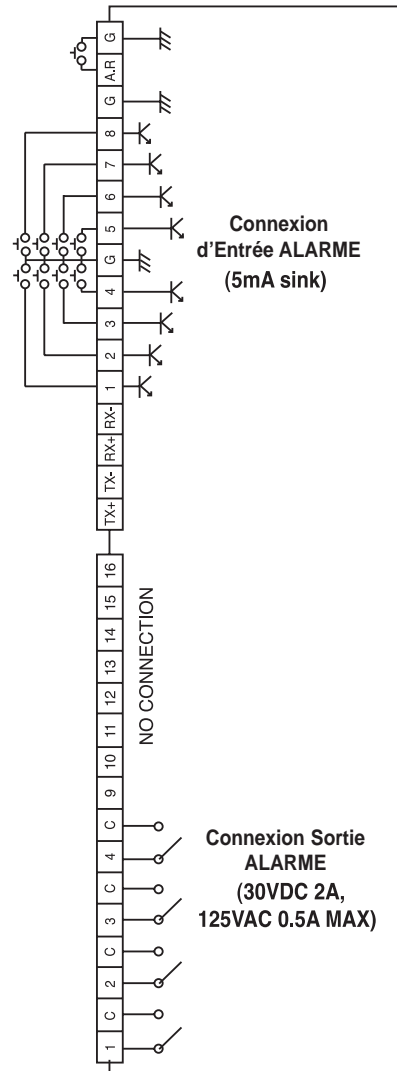 G
A.R
G
8
7
6
5
G
4
3
2
1
RX-
RX+
TX-
TX+
Connexion
d'Entrée ALARME
(5mA sink)
16
15
14
13
12
11
10
9
C
4
C
3
C
2
C
1
NO CONNECTION
Connexion Sortie
ALARME
(30VDC 2A,
125VAC 0.5A MAX)